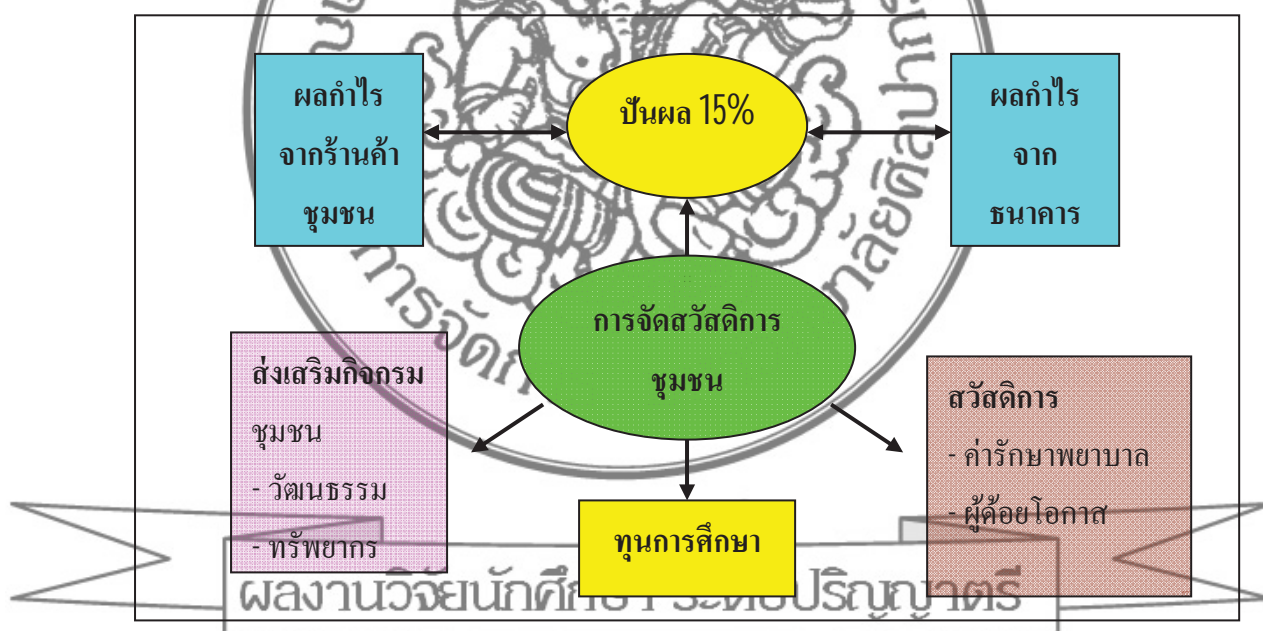 ผลกำไร
จากร้านค้า
ชุมชน
ปันผล 15%
ผลกำไร
จาก
ธนาคาร
การจัดสวัสดิการ
ชุมชน
ส่งเสริมกิจกรม
ชุมชน
- วัฒนธรรม
- ทรัพยากร
ทุนการศึกษา
สวัสดิการ
- ค่ารักษาพยาบาล
- ผู้ด้อยโอกาส
ผลงานวิจัยนักศึกษา ระดับปริญญาตรี